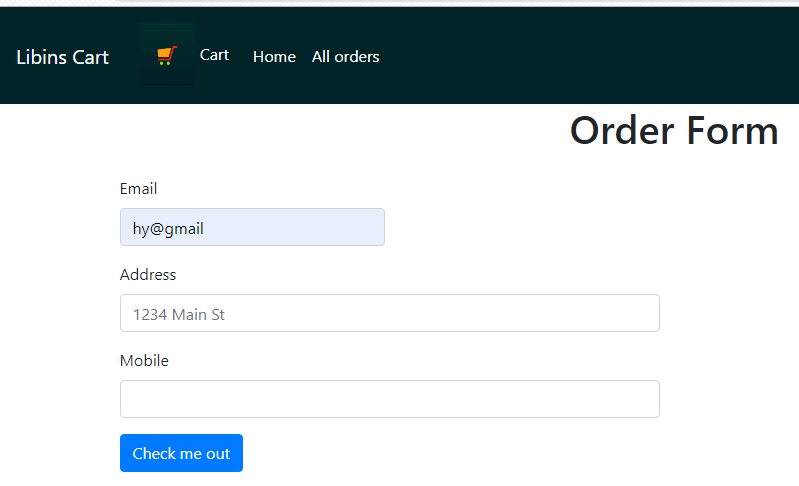 Libins Cart Cart Home All orders
Order Form
Email
hy@gmail
Address
1234 Main St
Mobile
Check me out